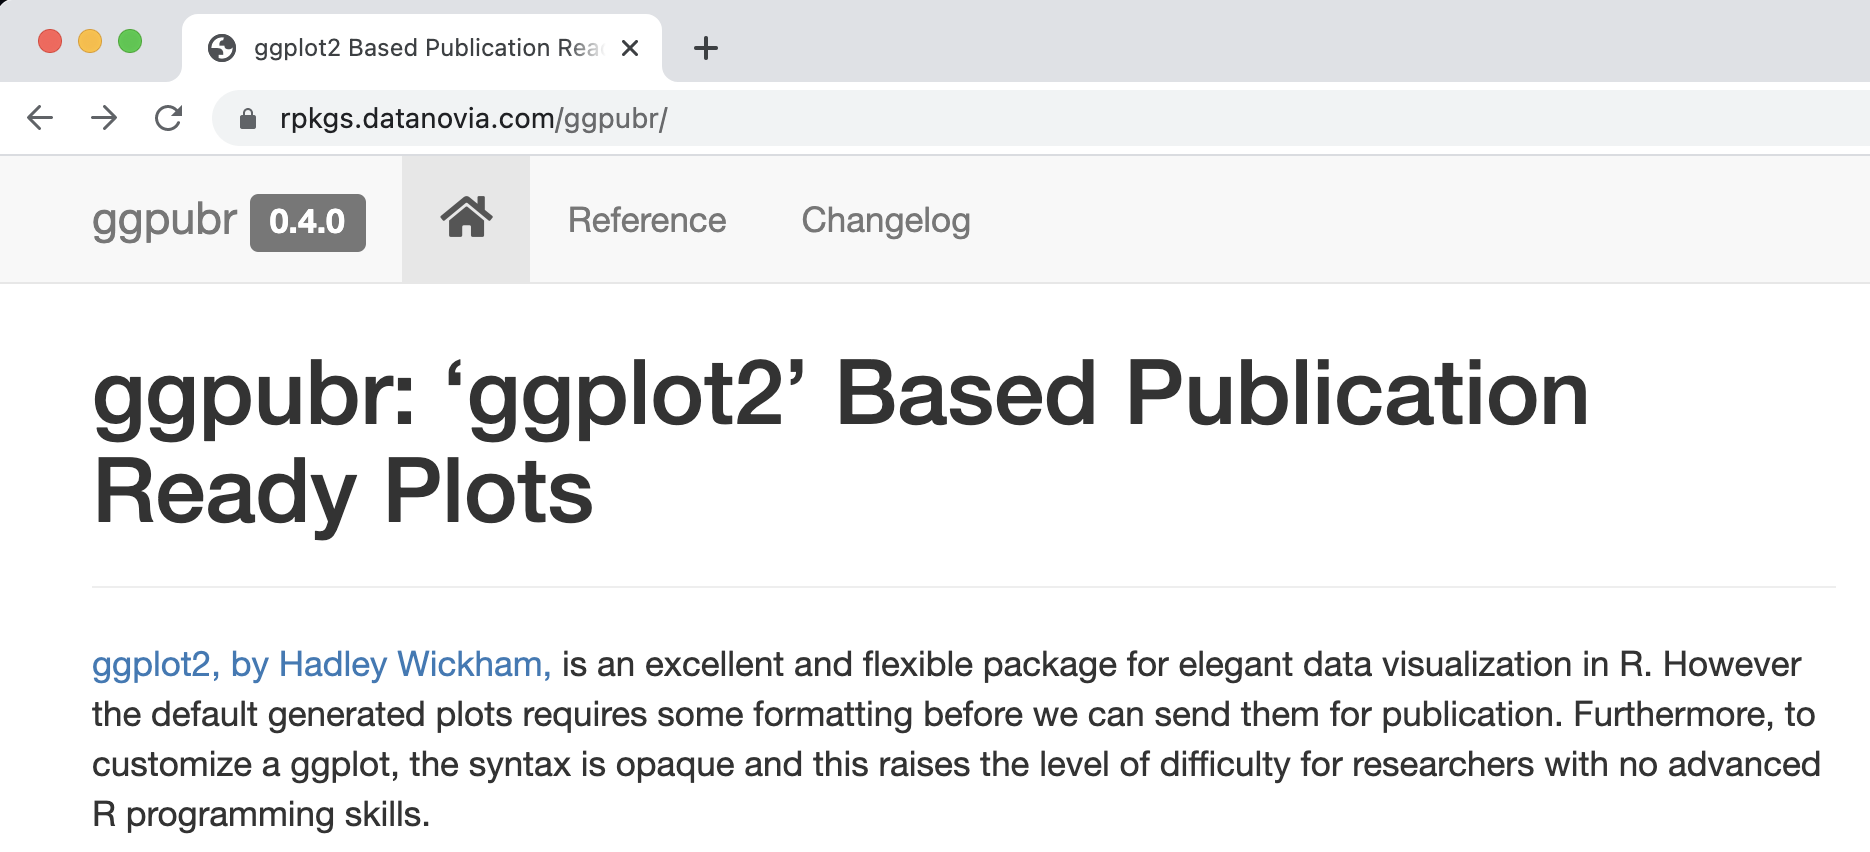 ggplot2 Based Publication Rea
rpkgs.datanovia.com/ggpubr/
ggpubr 0.4.0 Reference Changelog
ggpubr: ‘ggplot2’ Based Publication
Ready Plots
ggplot2, by Hadley Wickham, is an excellent and flexible package for elegant data visualization in R. However
the default generated plots requires some formatting before we can send them for publication. Furthermore, to
customize a ggplot, the syntax is opaque and this raises the level of difficulty for researchers with no advanced
R programming skills.